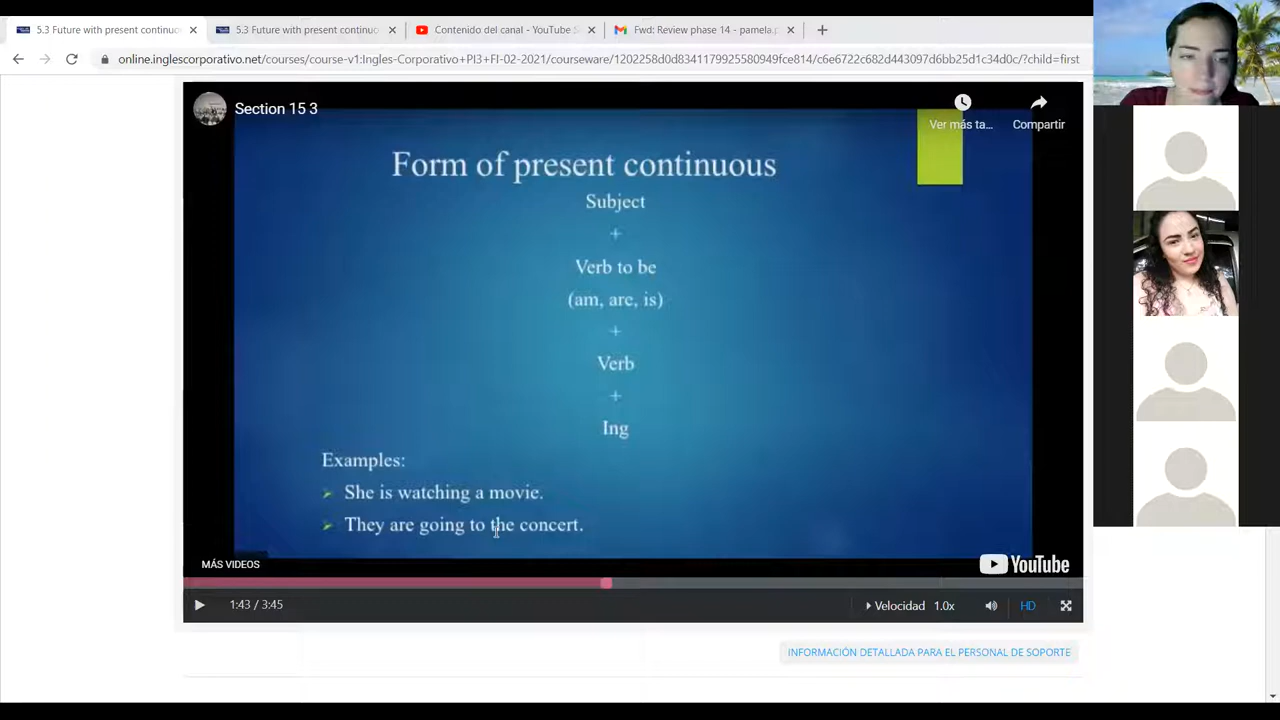 5.3 Future with present continuo
5.3 Future with present continuo
Contenido del canal - YouTube S
Fwd: Review phase 14 - pamela.p
online.inglescorporativo.net/courses/course-v1:Ingles-Corporativo+PI3+FI-02-2021/courseware/1202258d0d8341179925580949fce814/c6e6722c682d443097d6bb25d1c34d0c/?child=first
Section 15 3
Ver más ta...
Compartir
Form of present continuous
Subject
+
Verb to be
(am, are, is)
+
Verb
+
Ing
Examples:
She is watching a movie.
They are going to the concert.
MÁS VIDEOS
YouTube
1:43 / 3:45
Velocidad 1.0x
HD
INFORMACIÓN DETALLADA PARA EL PERSONAL DE SOPORTE